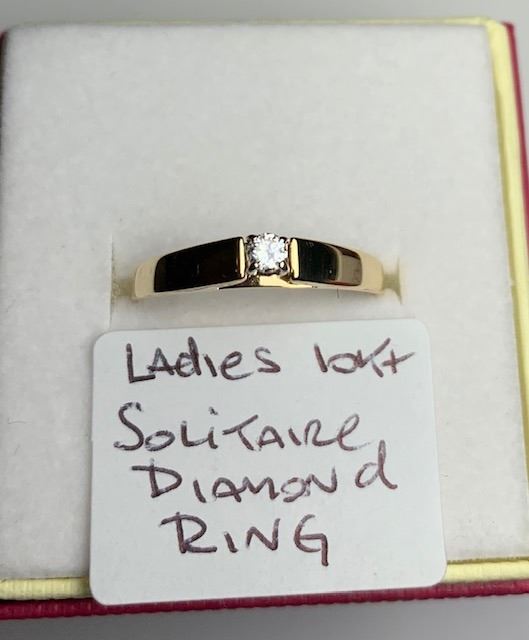 LAdies 10Kt
SOLiTAIRe
DIAMONd
RING